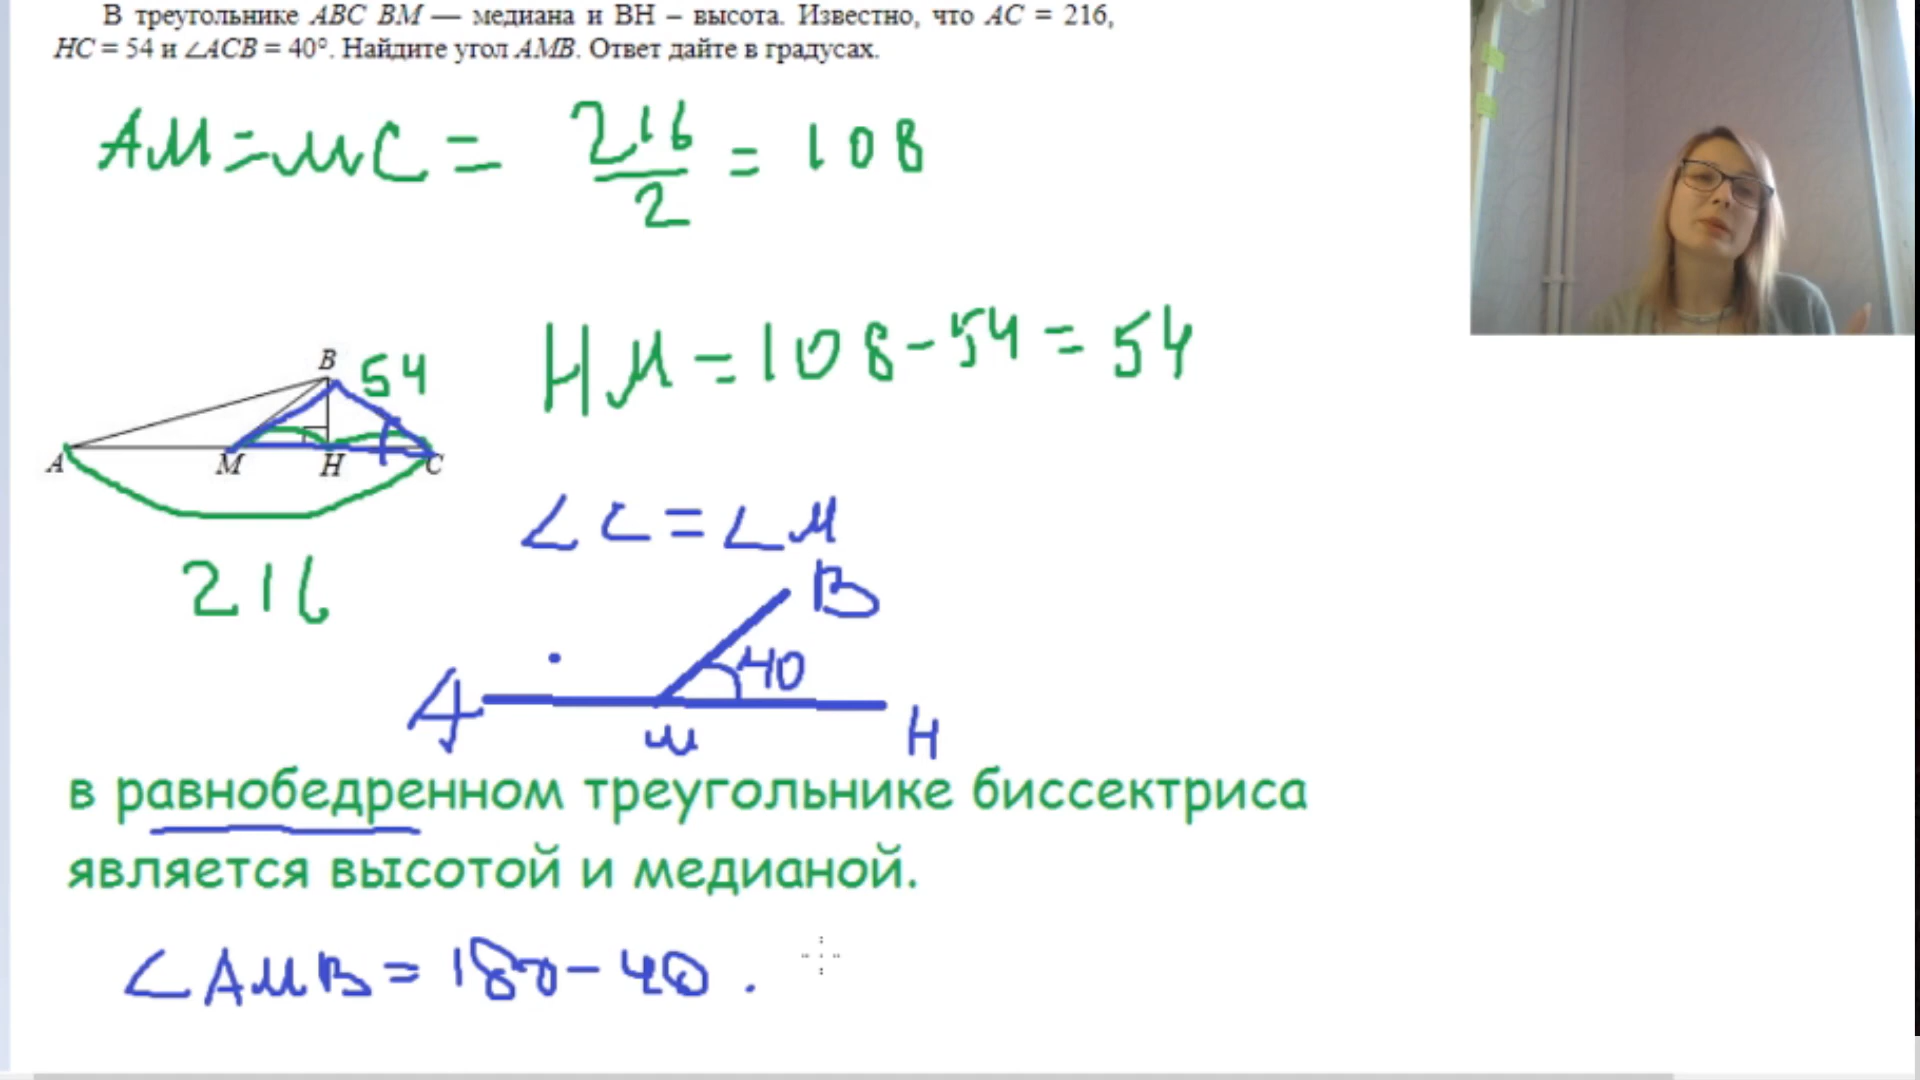 В треугольнике ABC BM — медиана и BH – высота. Известно, что AC = 216,
HC = 54 и ∠ACB = 40°. Найдите угол AMB. Ответ дайте в градусах.
AM = MC = 216/2 = 108
HM = 108 - 54 = 54
B 54
A M H C
216
∠C = ∠M
B
40
A M H
в равнобедренном треугольнике биссектриса
является высотой и медианой.
∠AMB = 180 - 40 .